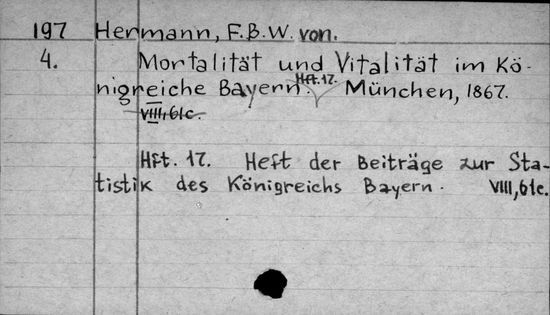 197 Hermann, F.B.W. von.
4. Mortalität und Vitalität im Kö-
nigreiche Bayern. Hft. 17. München, 1867.
VIII, 61c.
Hft. 17. Heft der Beiträge zur Sta-
tistik des Königreichs Bayern. VIII, 61c.